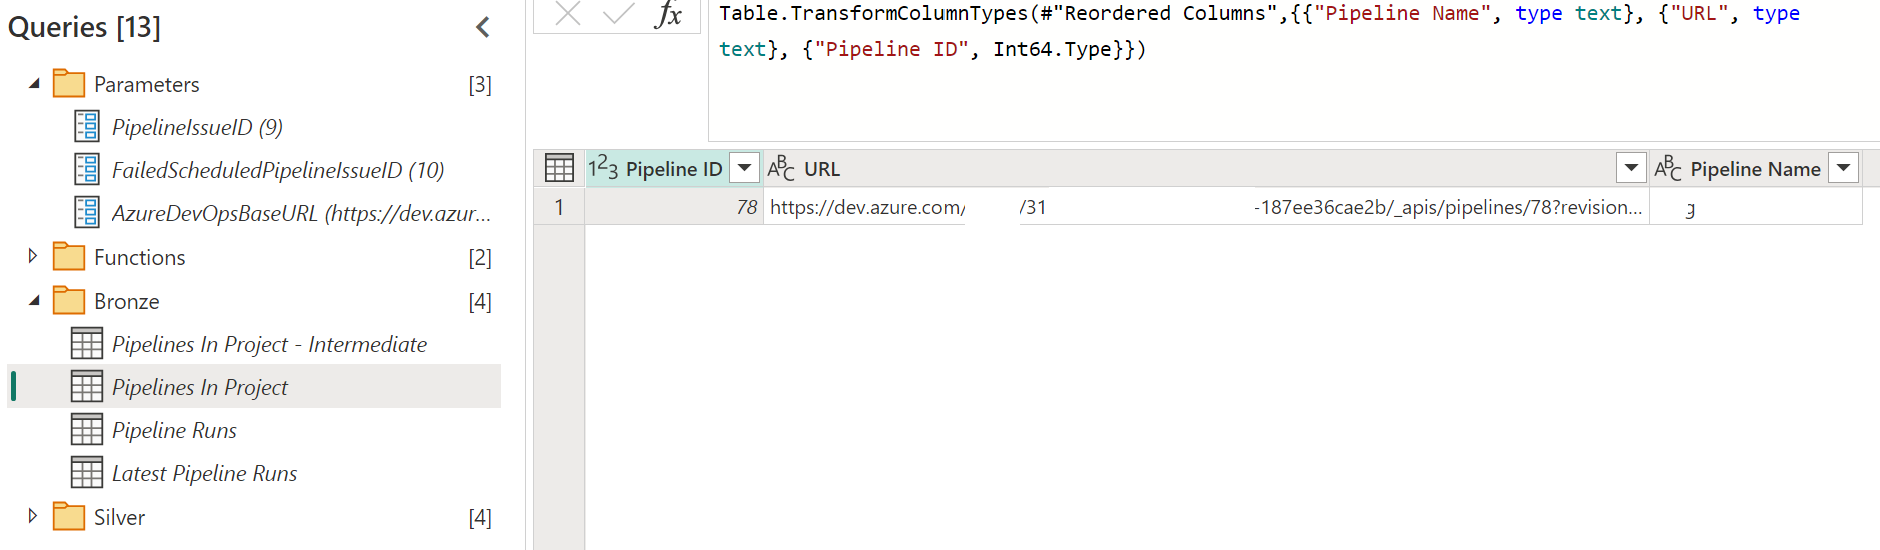 Queries [13]
Parameters [3]
PipelineIssueID (9)
FailedScheduledPipelineIssueID (10)
AzureDevOpsBaseURL (https://dev.azur...
Functions [2]
Bronze [4]
Pipelines In Project - Intermediate
Pipelines In Project
Pipeline Runs
Latest Pipeline Runs
Silver [4]
fx
Table.TransformColumnTypes(#"Reordered Columns",{{"Pipeline Name", type text}, {"URL", type
text}, {"Pipeline ID", Int64.Type}})
123 Pipeline ID ABC URL ABC Pipeline Name
1 78 https://dev.azure.com/ /31 -187ee36cae2b/_apis/pipelines/78?revision... g